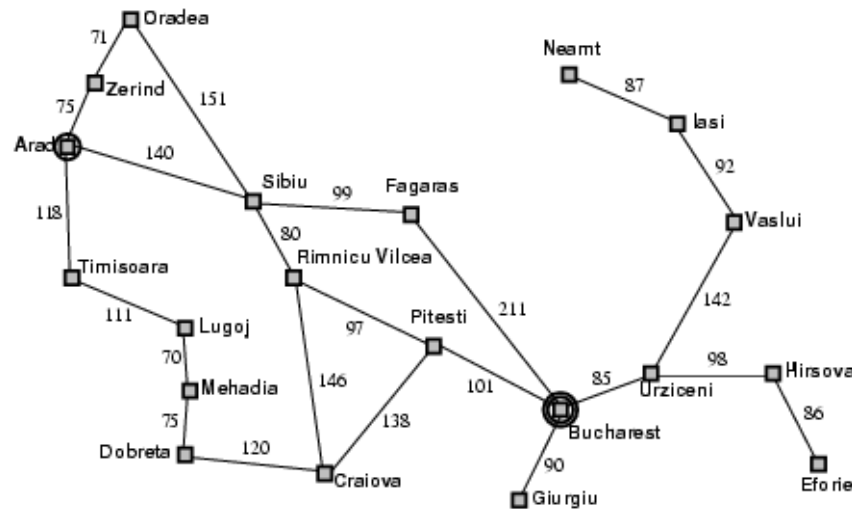 Oradea
71
Neamt
Zerind
87
75
151
Iasi
Arad
140
92
Sibiu
99
Fagaras
118
Vaslui
80
Timisoara
Rimnicu Vilcea
111
211
142
Lugoj
97
Pitesti
70
98
Hirsova
146
85
Mehadia
101
Urziceni
75
138
86
Dobreta
120
Bucharest
90
Craiova
Eforie
Giurgiu